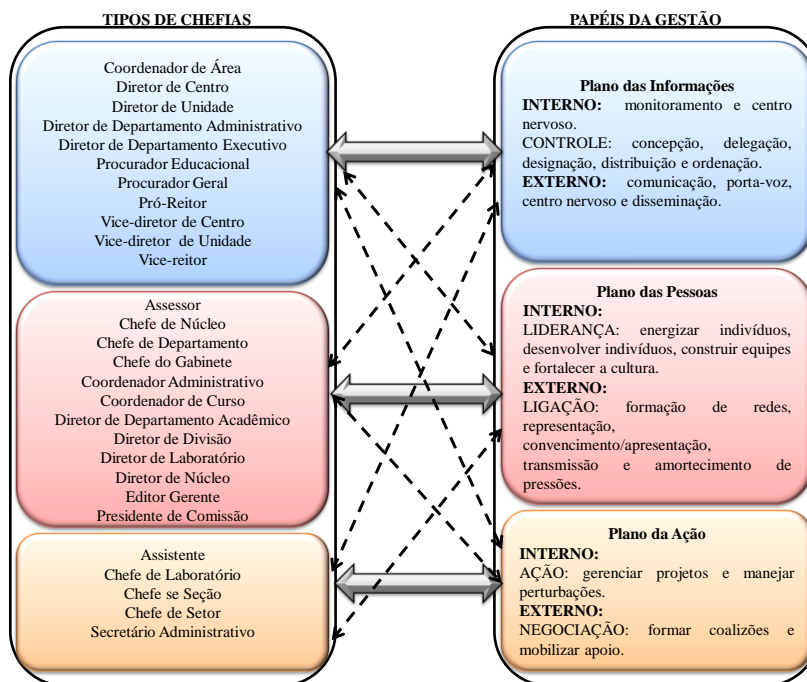 TIPOS DE CHEFIAS
Coordenador de Área
Diretor de Centro
Diretor de Unidade
Diretor de Departamento Administrativo
Diretor de Departamento Executivo
Procurador Educacional
Procurador Geral
Pró-Reitor
Vice-diretor de Centro
Vice-diretor de Unidade
Vice-reitor
Assessor
Chefe de Núcleo
Chefe de Departamento
Chefe do Gabinete
Coordenador Administrativo
Coordenador de Curso
Diretor de Departamento Acadêmico
Diretor de Divisão
Diretor de Laboratório
Diretor de Núcleo
Editor Gerente
Presidente de Comissão
Assistente
Chefe de Laboratório
Chefe se Seção
Chefe de Setor
Secretário Administrativo
PAPÉIS DA GESTÃO
Plano das Informações
INTERNO: monitoramento e centro
nervoso.
CONTROLE: concepção, delegação,
designação, distribuição e ordenação.
EXTERNO: comunicação, porta-voz,
centro nervoso e disseminação.
Plano das Pessoas
INTERNO:
LIDERANÇA: energizar indivíduos,
desenvolver indivíduos, construir equipes
e fortalecer a cultura.
EXTERNO:
LIGAÇÃO: formação de redes,
representação,
convencimento/apresentação,
transmissão e amortecimento de
pressões.
Plano da Ação
INTERNO:
AÇÃO: gerenciar projetos e manejar
perturbações.
EXTERNO:
NEGOCIAÇÃO: formar coalizões e
mobilizar apoio.